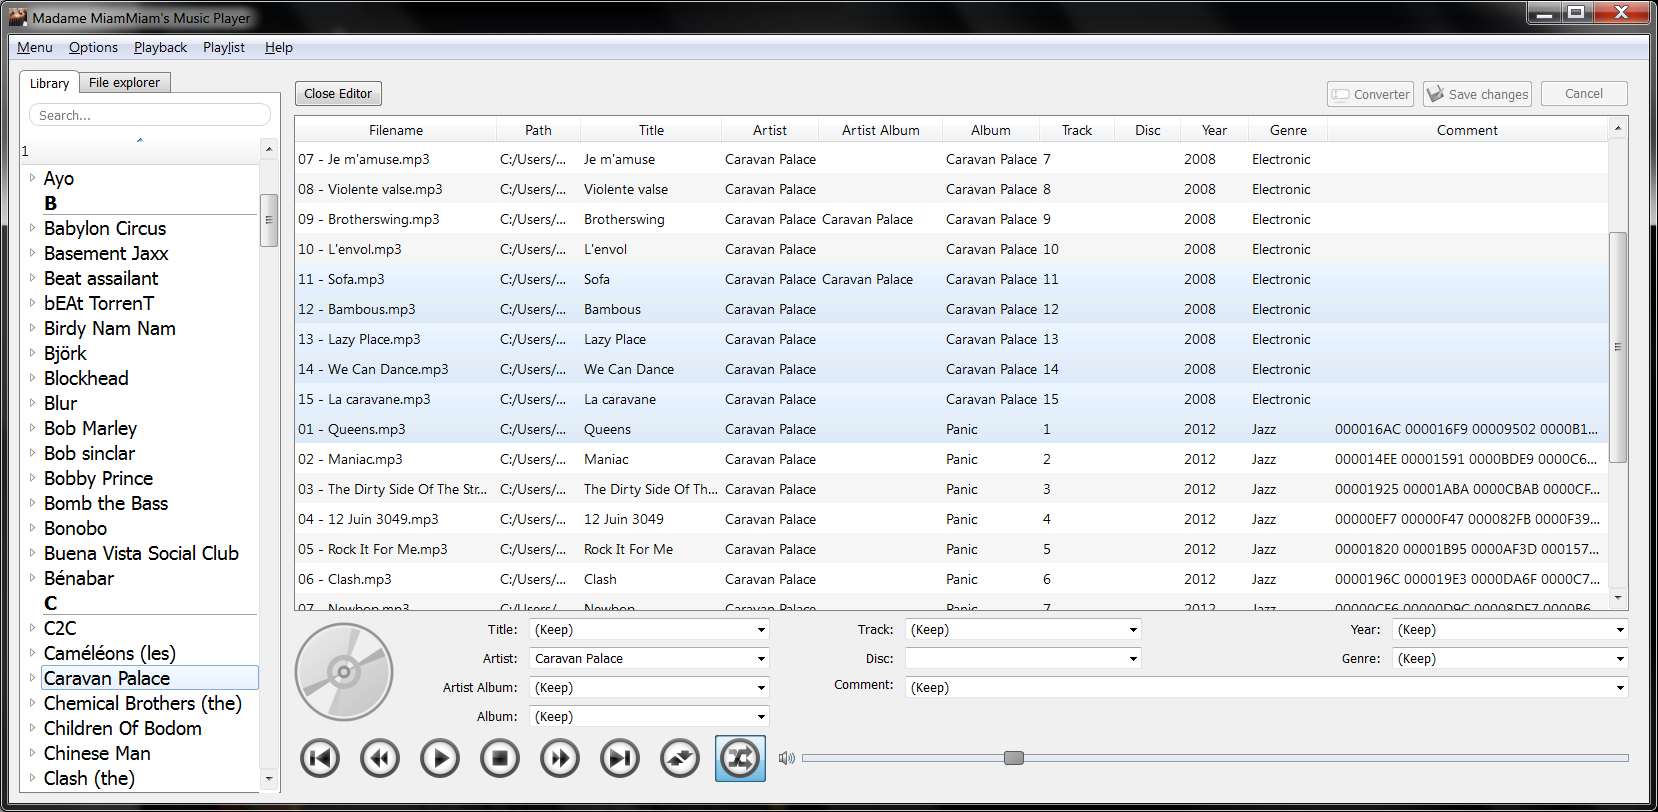 Madame MiamMiam's Music Player
Menu Options Playback Playlist Help
Library File explorer
Search...
1
Ayo
B
Babylon Circus
Basement Jaxx
Beat assailant
bEAt TorrenT
Birdy Nam Nam
Björk
Blockhead
Blur
Bob Marley
Bob sinclar
Bobby Prince
Bomb the Bass
Bonobo
Buena Vista Social Club
Bénabar
C
C2C
Caméléons (les)
Caravan Palace
Chemical Brothers (the)
Children Of Bodom
Chinese Man
Clash (the)
Close Editor Converter Save changes Cancel
Filename Path Title Artist Artist Album Album Track Disc Year Genre Comment
07 - Je m'amuse.mp3 C:/Users/... Je m'amuse Caravan Palace Caravan Palace 7 2008 Electronic
08 - Violente valse.mp3 C:/Users/... Violente valse Caravan Palace Caravan Palace 8 2008 Electronic
09 - Brotherswing.mp3 C:/Users/... Brotherswing Caravan Palace Caravan Palace Caravan Palace 9 2008 Electronic
10 - L'envol.mp3 C:/Users/... L'envol Caravan Palace Caravan Palace 10 2008 Electronic
11 - Sofa.mp3 C:/Users/... Sofa Caravan Palace Caravan Palace Caravan Palace 11 2008 Electronic
12 - Bambous.mp3 C:/Users/... Bambous Caravan Palace Caravan Palace 12 2008 Electronic
13 - Lazy Place.mp3 C:/Users/... Lazy Place Caravan Palace Caravan Palace 13 2008 Electronic
14 - We Can Dance.mp3 C:/Users/... We Can Dance Caravan Palace Caravan Palace 14 2008 Electronic
15 - La caravane.mp3 C:/Users/... La caravane Caravan Palace Caravan Palace 15 2008 Electronic
01 - Queens.mp3 C:/Users/... Queens Caravan Palace Panic 1 2012 Jazz 000016AC 000016F9 00009502 0000B1...
02 - Maniac.mp3 C:/Users/... Maniac Caravan Palace Panic 2 2012 Jazz 000014EE 00001591 0000BDE9 0000C6...
03 - The Dirty Side Of The Str... C:/Users/... The Dirty Side Of Th... Caravan Palace Panic 3 2012 Jazz 00001925 00001ABA 0000CBAB 0000CF...
04 - 12 Juin 3049.mp3 C:/Users/... 12 Juin 3049 Caravan Palace Panic 4 2012 Jazz 00000EF7 00000F47 000082FB 0000F39...
05 - Rock It For Me.mp3 C:/Users/... Rock It For Me Caravan Palace Panic 5 2012 Jazz 00001820 00001B95 0000AF3D 000157...
06 - Clash.mp3 C:/Users/... Clash Caravan Palace Panic 6 2012 Jazz 0000196C 000019E3 0000DA6F 0000C7...
07 - Newbop.mp3 C:/Users/... Newbop Caravan Palace Panic 7 2012 Jazz 00000CF6 00000D9C 00008DF7 0000B6...
Title: (Keep) Track: (Keep) Year: (Keep)
Artist: Caravan Palace Disc: Genre: (Keep)
Artist Album: (Keep) Comment: (Keep)
Album: (Keep)